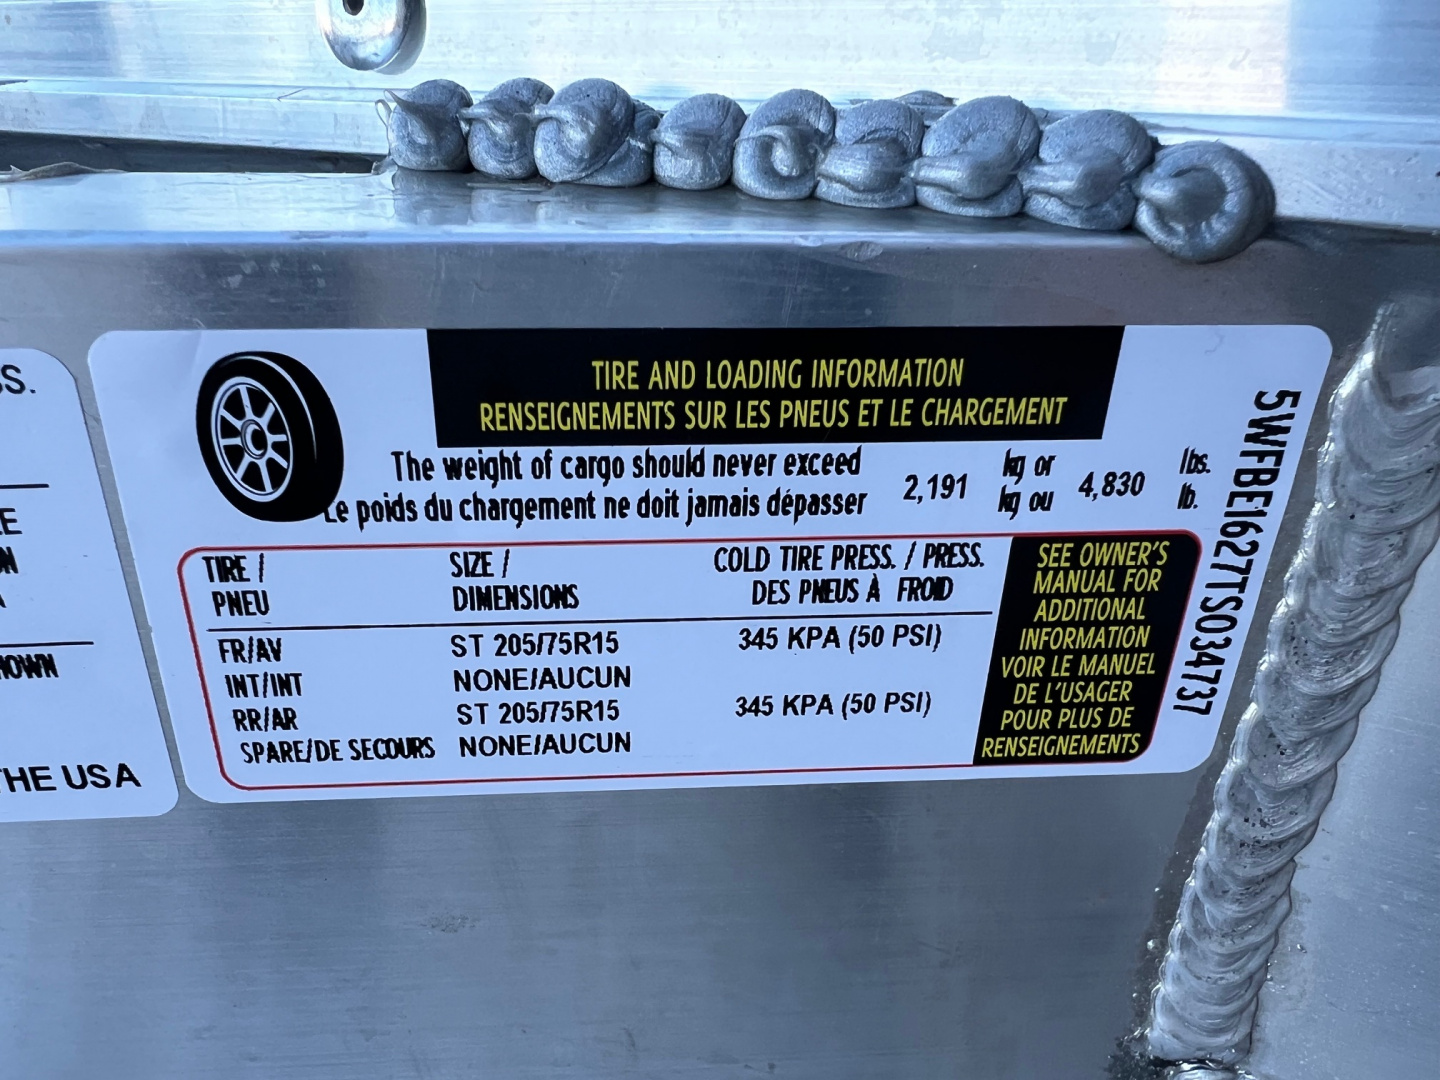 SS.
TIRE AND LOADING INFORMATION
RENSEIGNEMENTS SUR LES PNEUS ET LE CHARGEMENT
The weight of cargo should never exceed 2,191 kg or 4,830 lbs.
Le poids du chargement ne doit jamais dépasser kg ou lb.
TIRE / SIZE / COLD TIRE PRESS. / PRESS.
PNEU DIMENSIONS DES PNEUS À FROID
FR/AV ST 205/75R15 345 KPA (50 PSI)
INT/INT NONE/AUCUN
RR/AR ST 205/75R15 345 KPA (50 PSI)
SPARE/DE SECOURS NONE/AUCUN
SEE OWNER'S
MANUAL FOR
ADDITIONAL
INFORMATION
VOIR LE MANUEL
DE L'USAGER
POUR PLUS DE
RENSEIGNEMENTS
5WFBE1627TS034737
THE USA